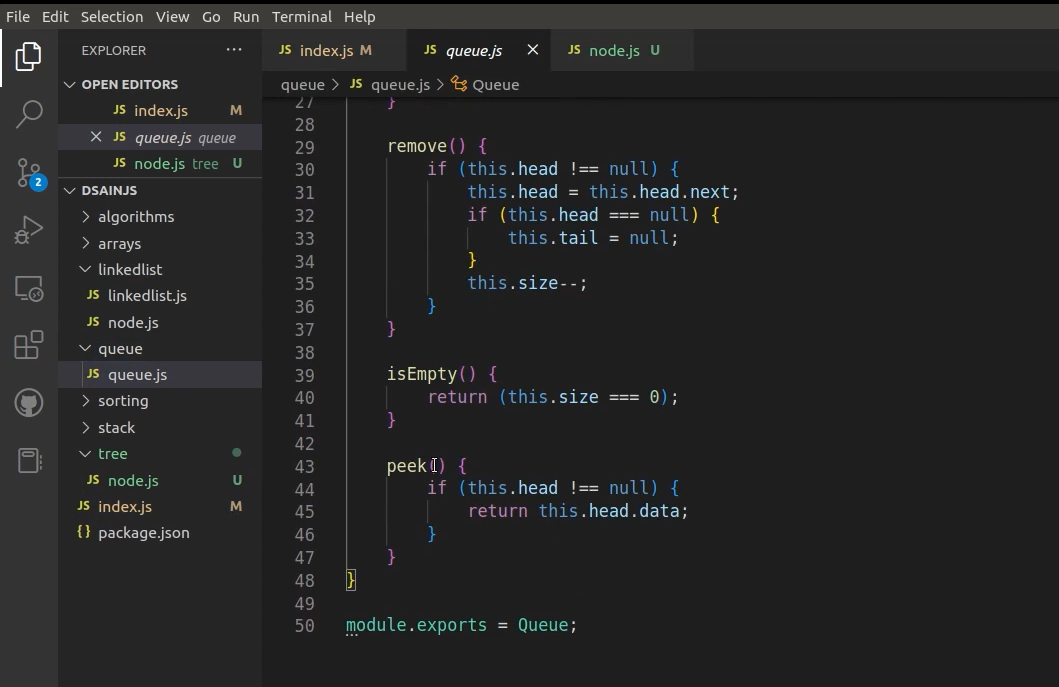 File Edit Selection View Go Run Terminal Help
EXPLORER ...
JS index.js M
JS queue.js
JS node.js U
OPEN EDITORS
JS index.js M
JS queue.js queue
JS node.js tree U
2
DSAINJS
algorithms
arrays
linkedlist
JS linkedlist.js
JS node.js
queue
JS queue.js
sorting
stack
tree
JS node.js U
JS index.js M
{} package.json
queue > JS queue.js > Queue
27 }
28
29 remove() {
30 if (this.head !== null) {
31 this.head = this.head.next;
32 if (this.head === null) {
33 this.tail = null;
34 }
35 this.size--;
36 }
37 }
38
39 isEmpty() {
40 return (this.size === 0);
41 }
42
43 peek() {
44 if (this.head !== null) {
45 return this.head.data;
46 }
47 }
48 }
49
50 module.exports = Queue;